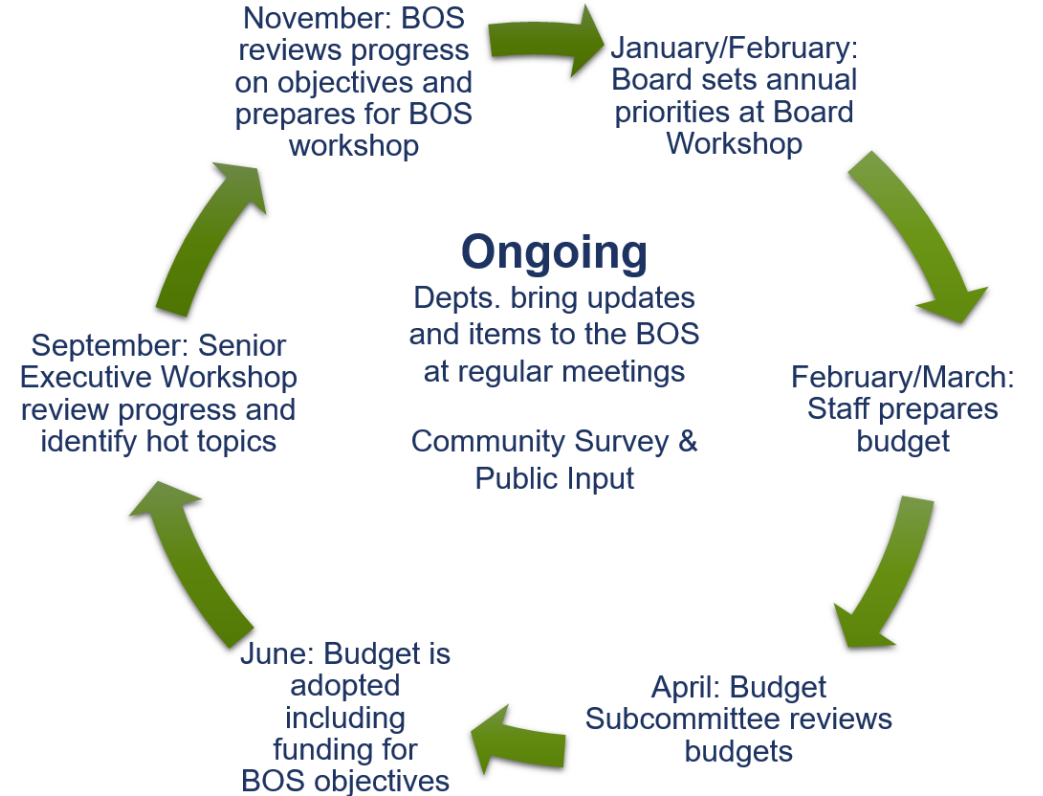 November: BOS
reviews progress
on objectives and
prepares for BOS
workshop
January/February:
Board sets annual
priorities at Board
Workshop
Ongoing
Depts. bring updates
and items to the BOS
at regular meetings
Community Survey &
Public Input
February/March:
Staff prepares
budget
April: Budget
Subcommittee reviews
budgets
June: Budget is
adopted
including
funding for
BOS objectives
September: Senior
Executive Workshop
review progress and
identify hot topics